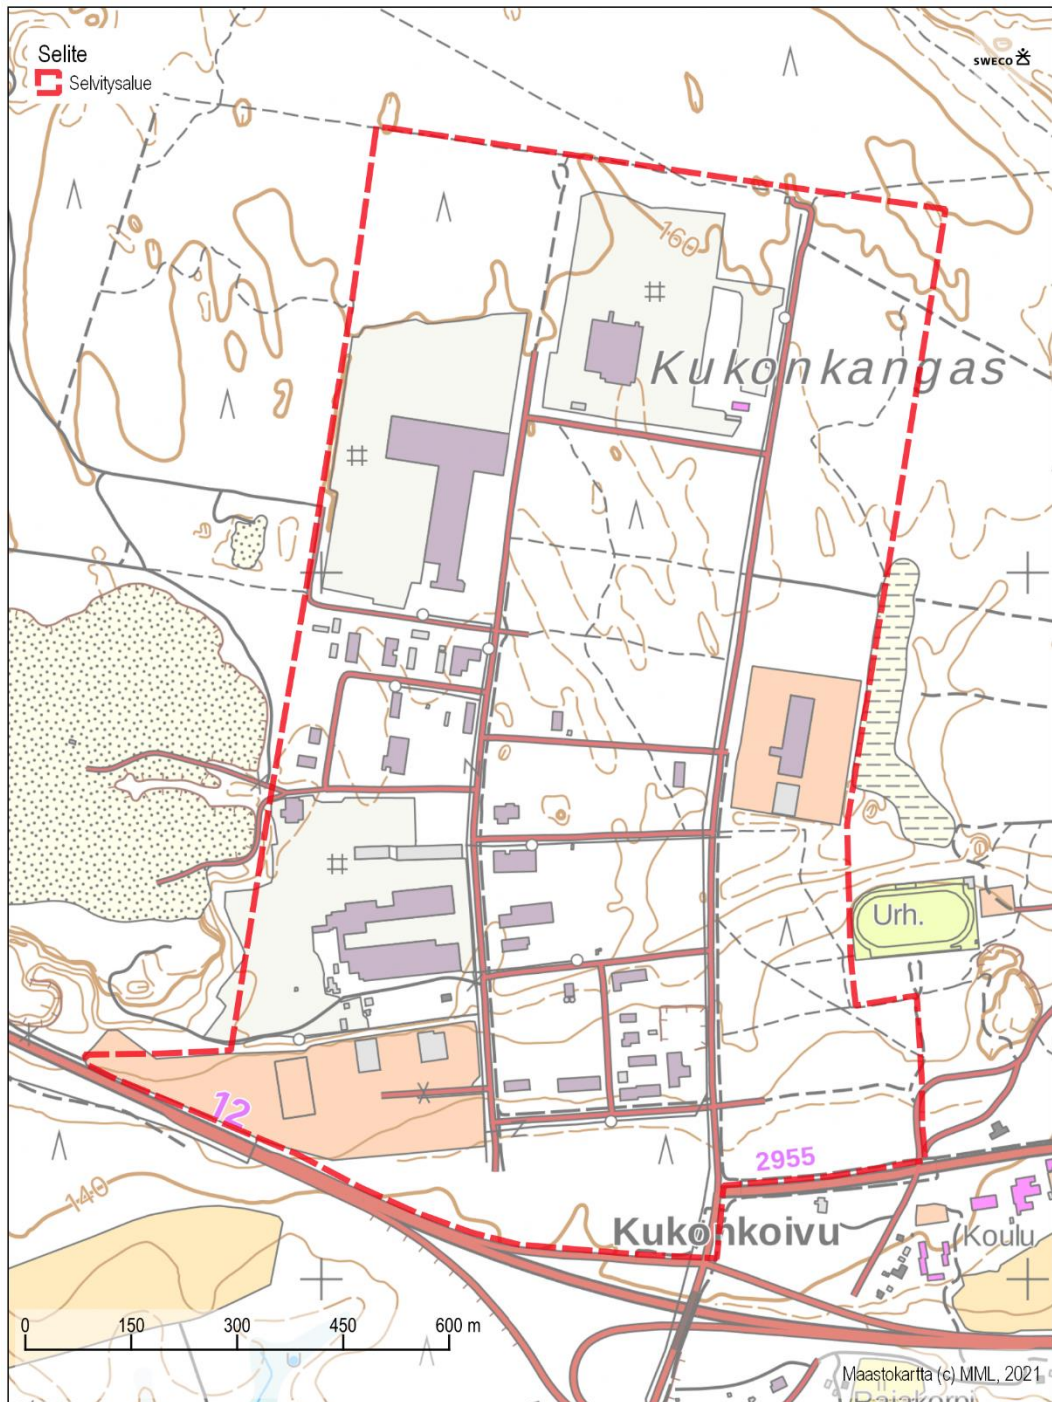 Selite
Selvitysalue
SWECO
160
Kukonkangas
Urh.
12
2955
140
Kukonkoivu
Koulu
0 150 300 450 600 m
Maastokartta (c) MML, 2021